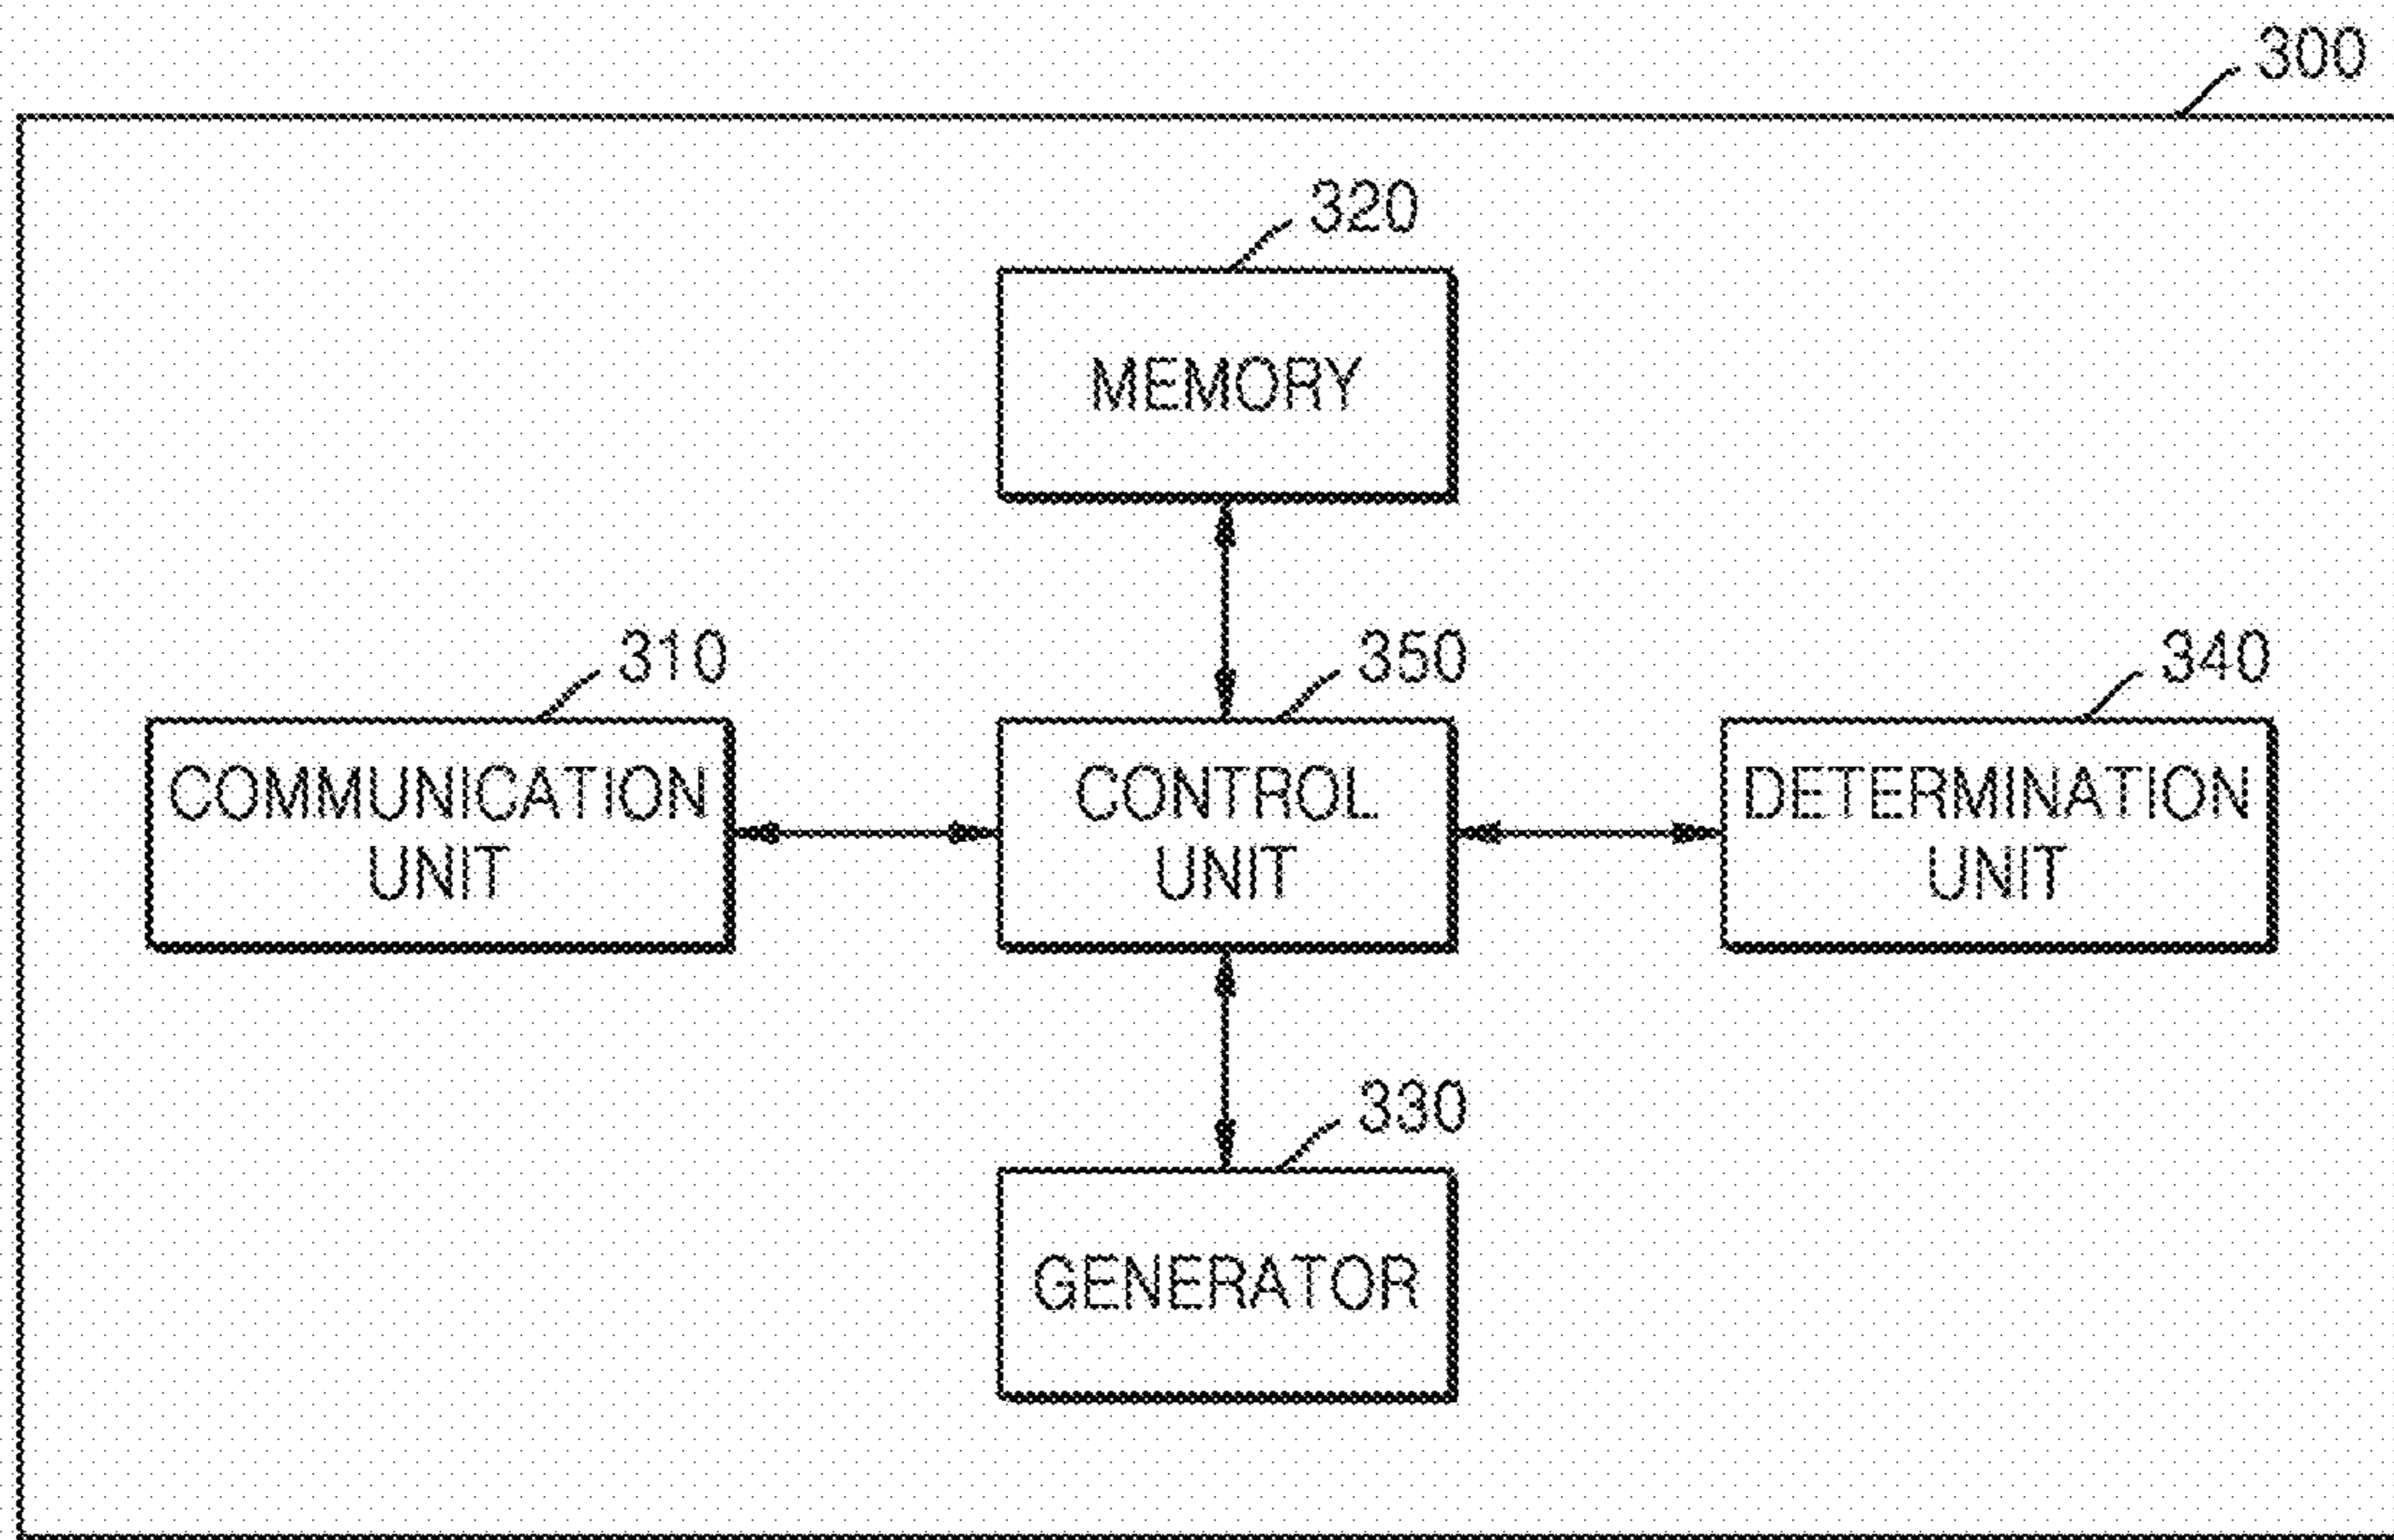 300
320
MEMORY
310
350
340
COMMUNICATION
UNIT
CONTROL
UNIT
DETERMINATION
UNIT
330
GENERATOR